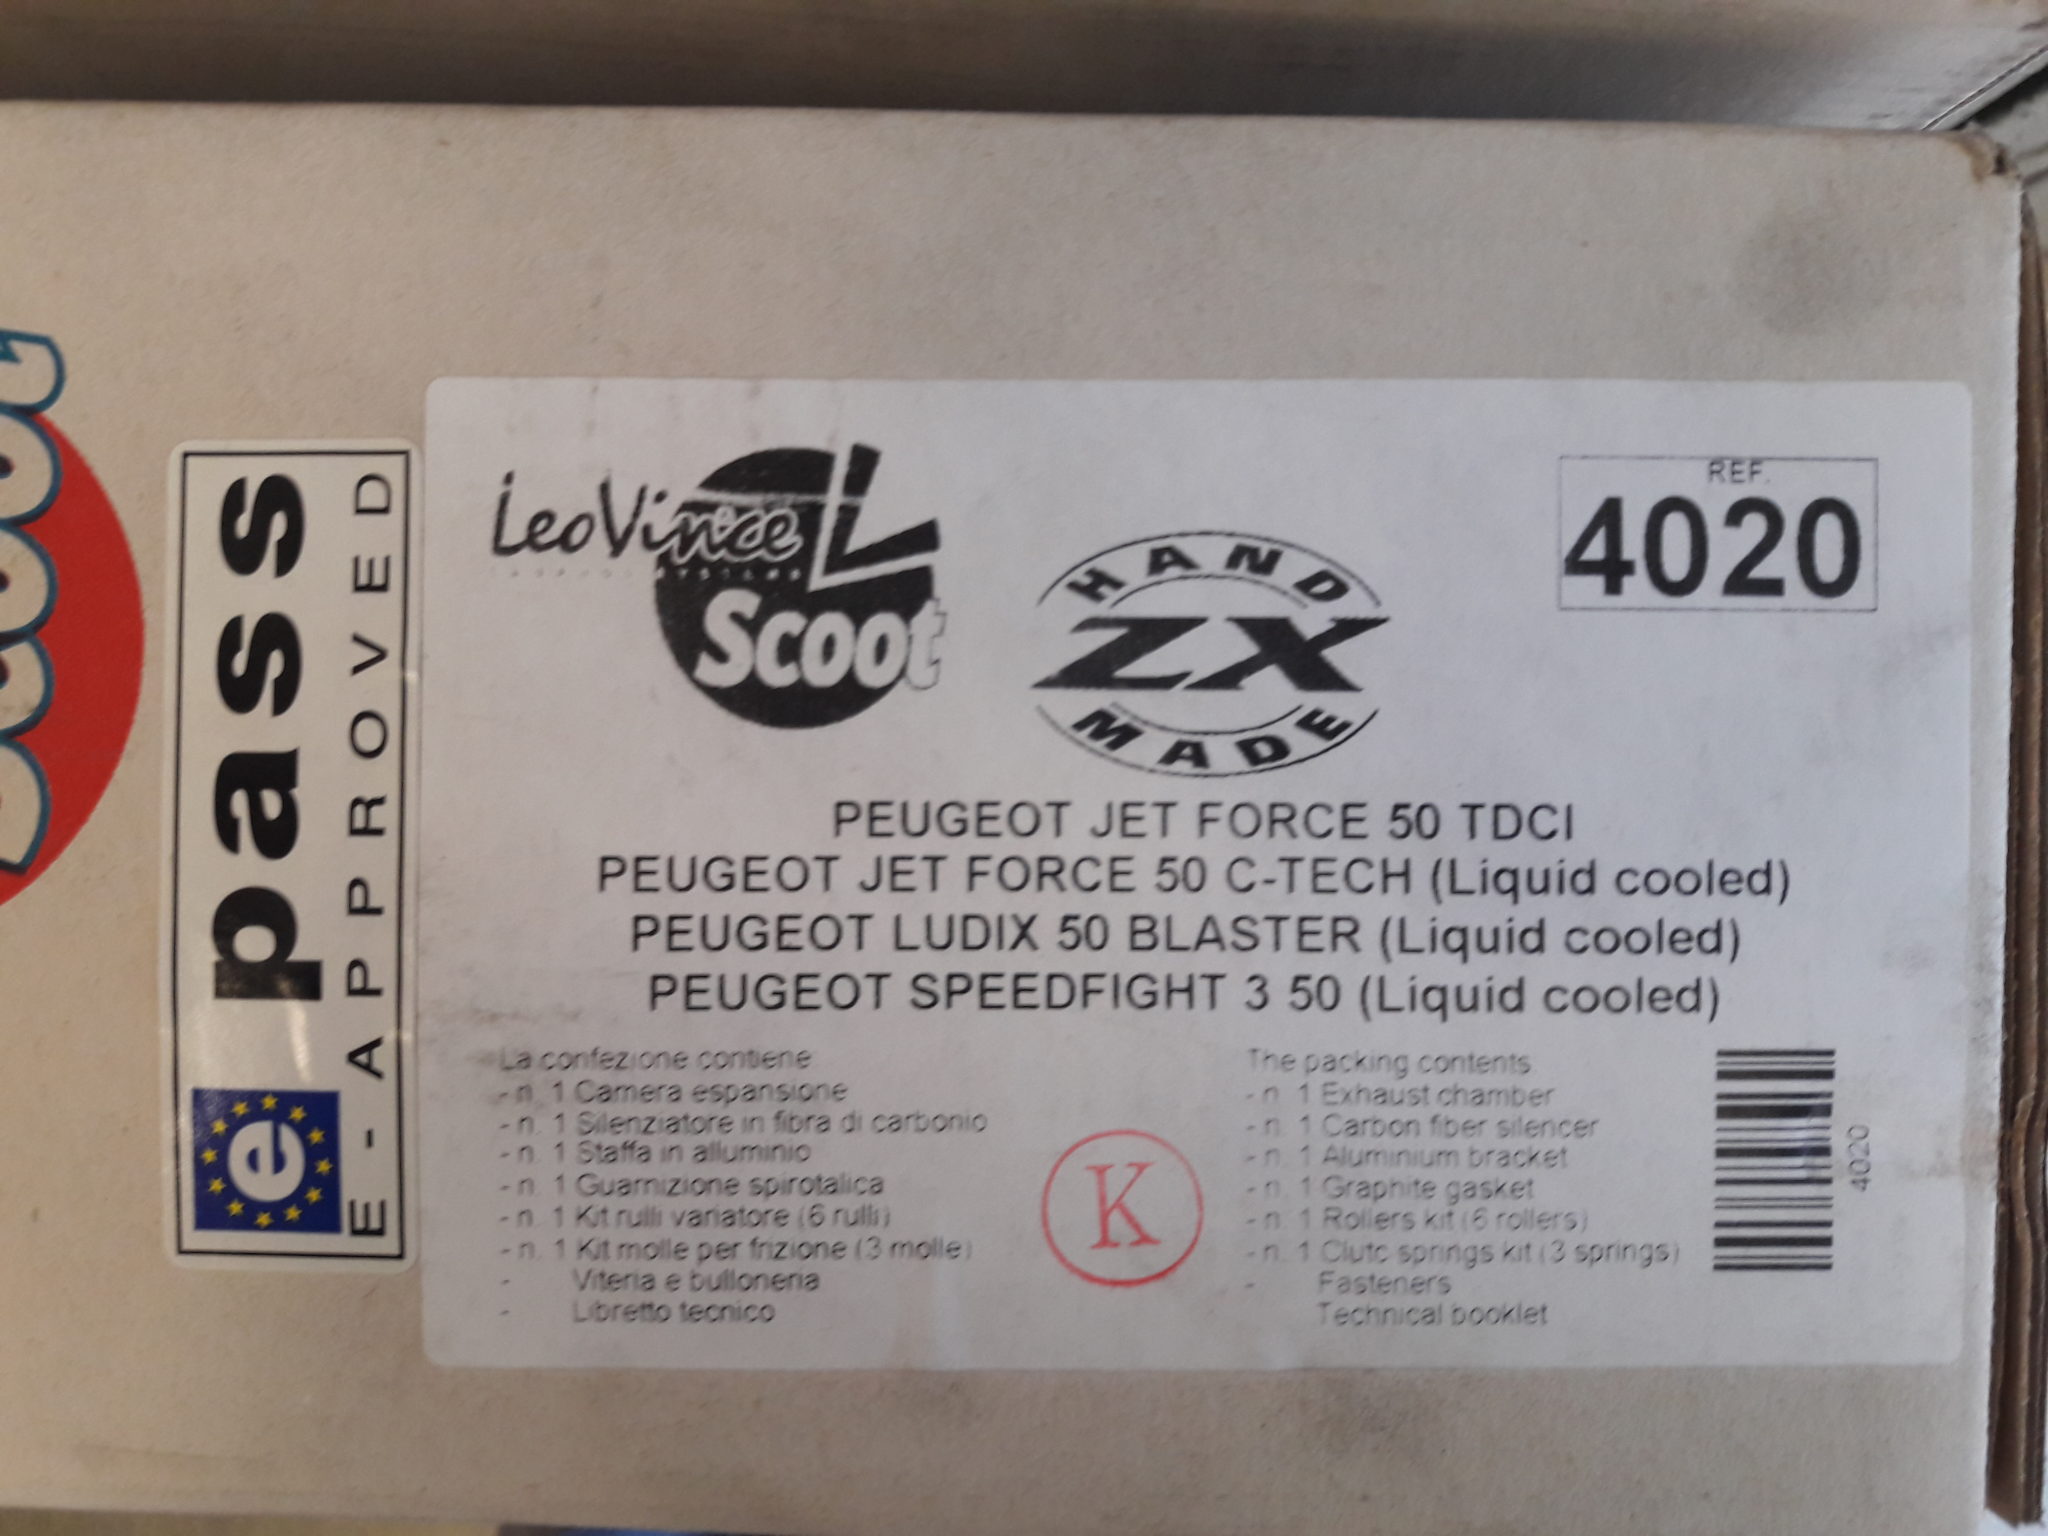 pass
E-APPROVED
e
LeoVince
Scoot
HAND
ZX
MADE
REF.
4020
PEUGEOT JET FORCE 50 TDCI
PEUGEOT JET FORCE 50 C-TECH (Liquid cooled)
PEUGEOT LUDIX 50 BLASTER (Liquid cooled)
PEUGEOT SPEEDFIGHT 3 50 (Liquid cooled)
La confezione contiene
- n. 1 Camera espansione
- n. 1 Silenziatore in fibra di carbonio
- n. 1 Staffa in alluminio
- n. 1 Guarnizione spirotalica
- n. 1 Kit rulli variatore (6 rulli)
- n. 1 Kit molle per frizione (3 molle)
- Viteria e bulloneria
- Libretto tecnico
K
The packing contents
- n. 1 Exhaust chamber
- n. 1 Carbon fiber silencer
- n. 1 Aluminium bracket
- n. 1 Graphite gasket
- n. 1 Rollers kit (6 rollers)
- n. 1 Clutc springs kit (3 springs)
- Fasteners
Technical booklet
4020